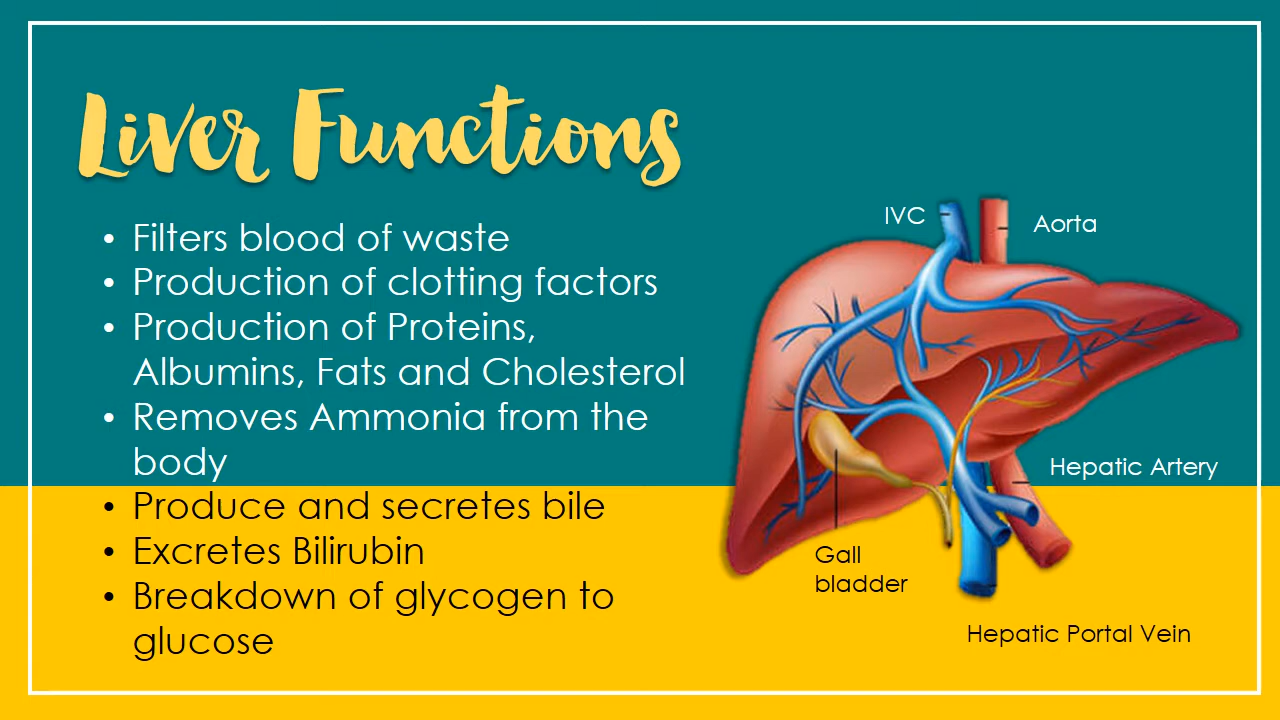 Liver Functions
• Filters blood of waste
• Production of clotting factors
• Production of Proteins,
Albumins, Fats and Cholesterol
• Removes Ammonia from the
body
• Produce and secretes bile
• Excretes Bilirubin
• Breakdown of glycogen to
glucose
IVC
Aorta
Hepatic Artery
Gall
bladder
Hepatic Portal Vein